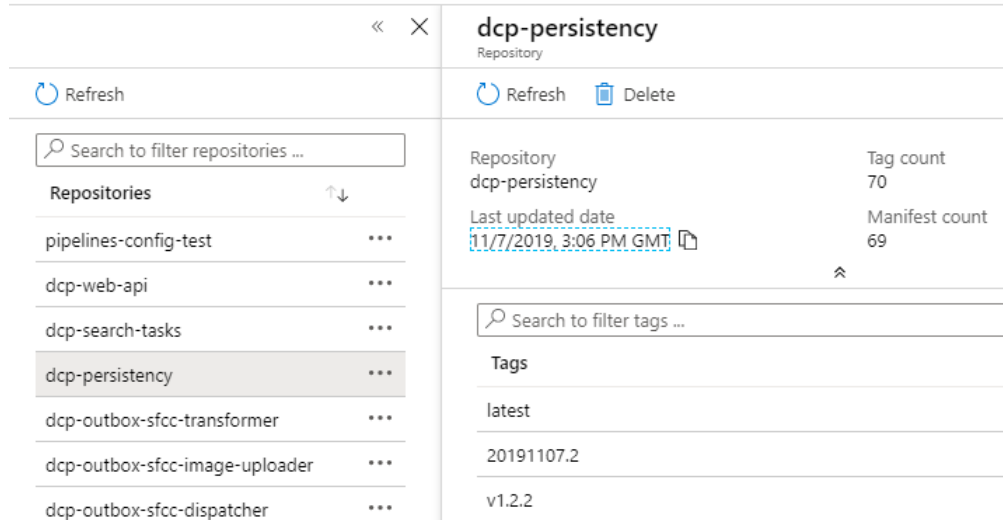 Refresh
Search to filter repositories ...
Repositories
pipelines-config-test
dcp-web-api
dcp-search-tasks
dcp-persistency
dcp-outbox-sfcc-transformer
dcp-outbox-sfcc-image-uploader
dcp-outbox-sfcc-dispatcher
dcp-persistency
Repository
Refresh Delete
Repository
dcp-persistency
Tag count
70
Last updated date
11/7/2019, 3:06 PM GMT
Manifest count
69
Search to filter tags ...
Tags
latest
20191107.2
v1.2.2